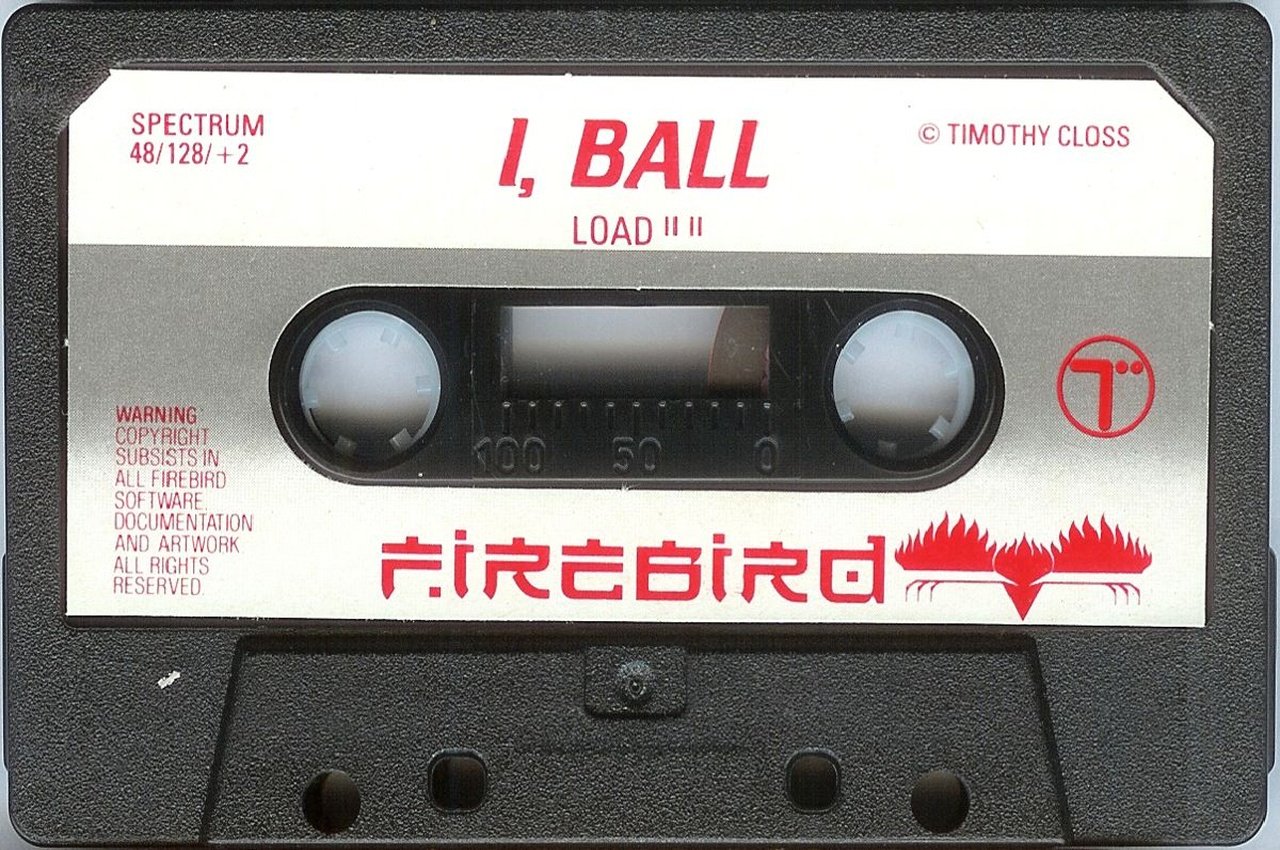 SPECTRUM
48/128/+2
I, BALL
LOAD " "
© TIMOTHY CLOSS
100 50 0
WARNING
COPYRIGHT
SUBSISTS IN
ALL FIREBIRD
SOFTWARE,
DOCUMENTATION
AND ARTWORK
ALL RIGHTS
RESERVED.
FIREBIRD